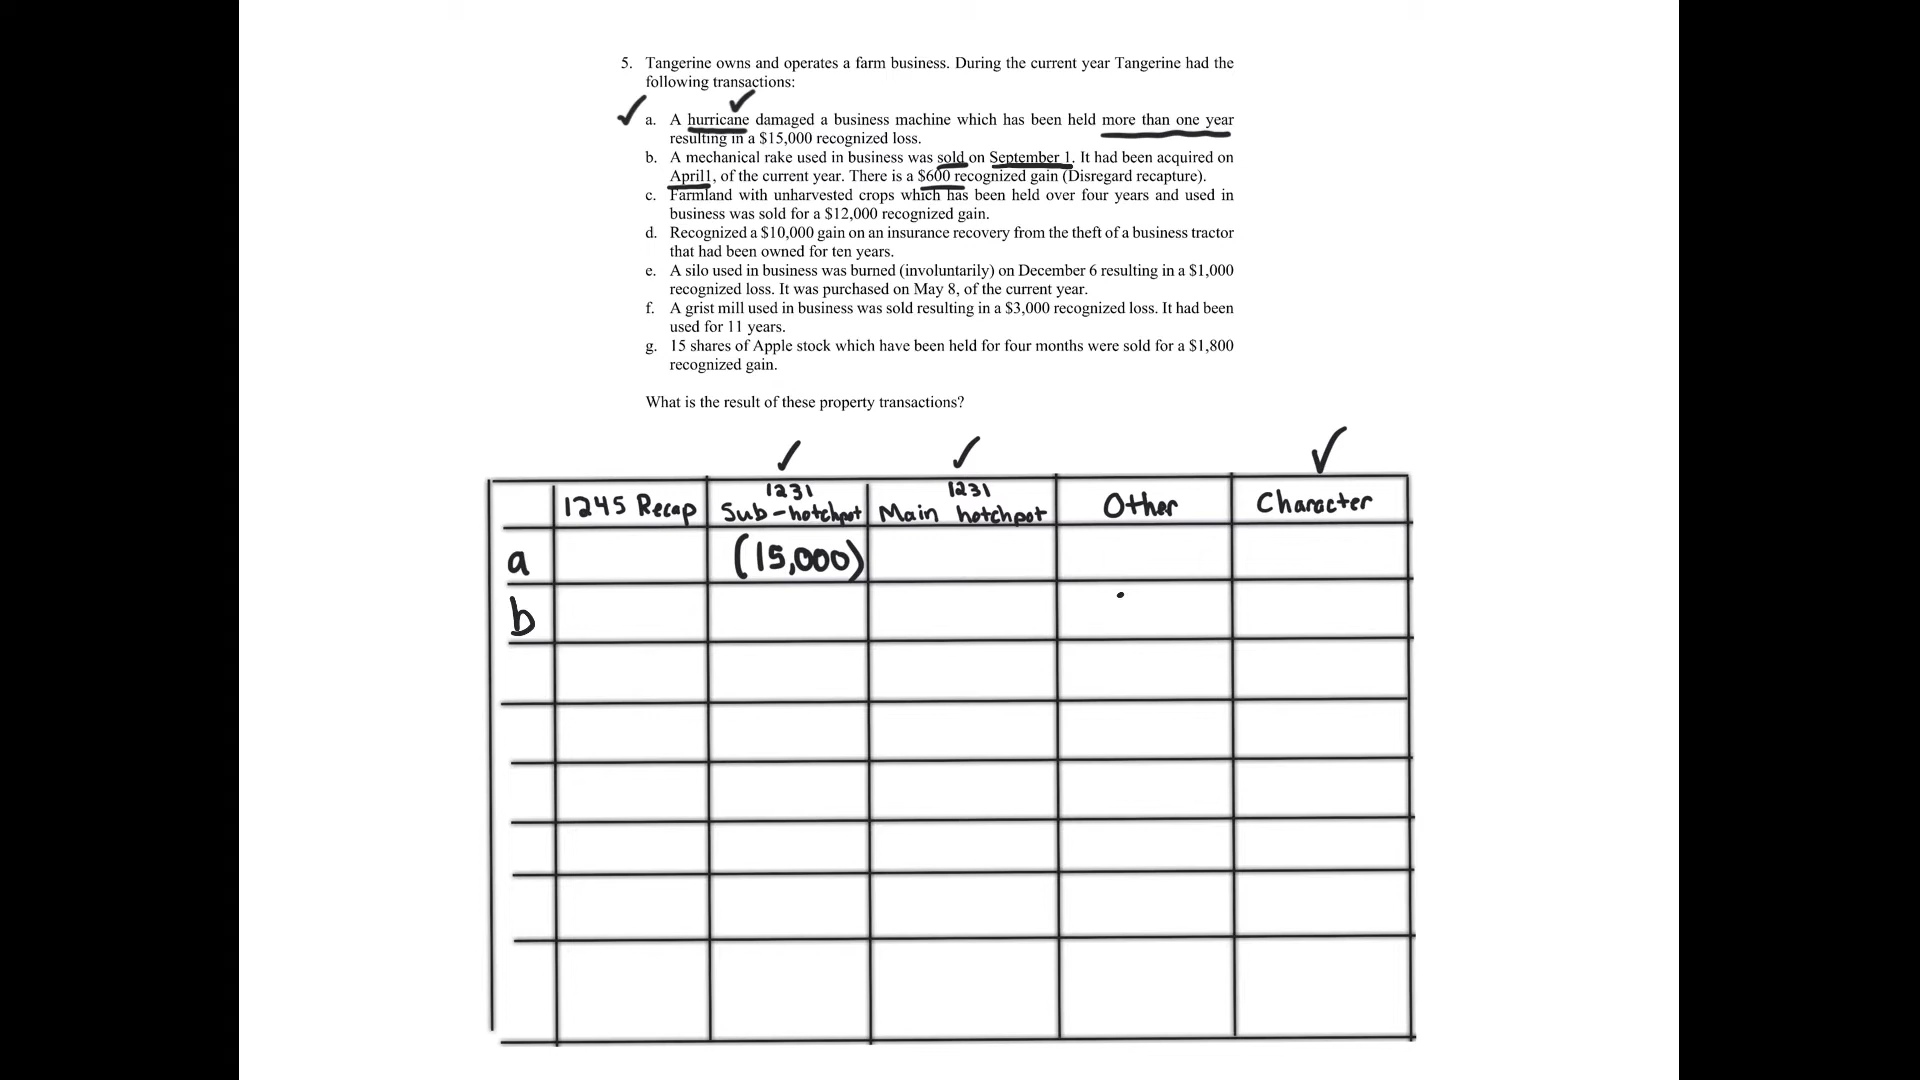 5. Tangerine owns and operates a farm business. During the current year Tangerine had the
following transactions:
a. A hurricane damaged a business machine which has been held more than one year
resulting in a $15,000 recognized loss.
b. A mechanical rake used in business was sold on September 1. It had been acquired on
April1, of the current year. There is a $600 recognized gain (Disregard recapture).
c. Farmland with unharvested crops which has been held over four years and used in
business was sold for a $12,000 recognized gain.
d. Recognized a $10,000 gain on an insurance recovery from the theft of a business tractor
that had been owned for ten years.
e. A silo used in business was burned (involuntarily) on December 6 resulting in a $1,000
recognized loss. It was purchased on May 8, of the current year.
f. A grist mill used in business was sold resulting in a $3,000 recognized loss. It had been
used for 11 years.
g. 15 shares of Apple stock which have been held for four months were sold for a $1,800
recognized gain.
What is the result of these property transactions?
1245 Recap
1231
Sub-hotchpot
1231
Main hotchpot
Other
Character
a
(15,000)
b